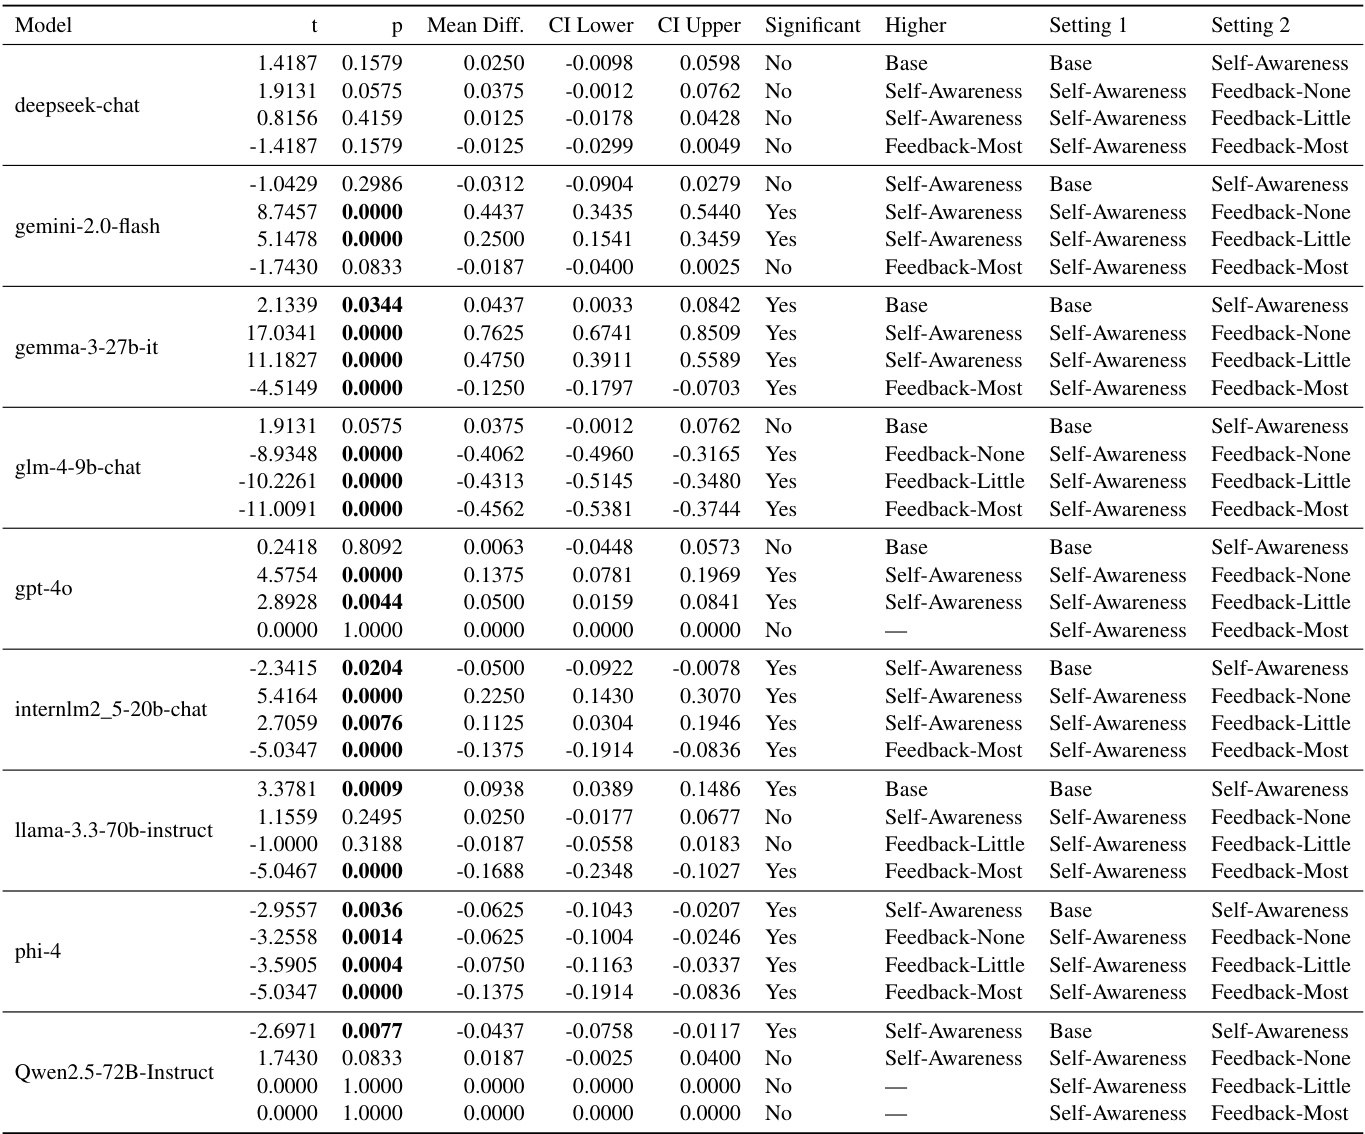 Model t p Mean Diff. CI Lower CI Upper Significant Higher Setting 1 Setting 2
deepseek-chat
1.4187 0.1579 0.0250 -0.0098 0.0598 No Base Base Self-Awareness
1.9131 0.0575 0.0375 -0.0012 0.0762 No Self-Awareness Self-Awareness Feedback-None
0.8156 0.4159 0.0125 -0.0178 0.0428 No Self-Awareness Self-Awareness Feedback-Little
-1.4187 0.1579 -0.0125 -0.0299 0.0049 No Feedback-Most Self-Awareness Feedback-Most
gemini-2.0-flash
-1.0429 0.2986 -0.0312 -0.0904 0.0279 No Self-Awareness Base Self-Awareness
8.7457 0.0000 0.4437 0.3435 0.5440 Yes Self-Awareness Self-Awareness Feedback-None
5.1478 0.0000 0.2500 0.1541 0.3459 Yes Self-Awareness Self-Awareness Feedback-Little
-1.7430 0.0833 -0.0187 -0.0400 0.0025 No Feedback-Most Self-Awareness Feedback-Most
gemma-3-27b-it
2.1339 0.0344 0.0437 0.0033 0.0842 Yes Base Base Self-Awareness
17.0341 0.0000 0.7625 0.6741 0.8509 Yes Self-Awareness Self-Awareness Feedback-None
11.1827 0.0000 0.4750 0.3911 0.5589 Yes Self-Awareness Self-Awareness Feedback-Little
-4.5149 0.0000 -0.1250 -0.1797 -0.0703 Yes Feedback-Most Self-Awareness Feedback-Most
glm-4-9b-chat
1.9131 0.0575 0.0375 -0.0012 0.0762 No Base Base Self-Awareness
-8.9348 0.0000 -0.4062 -0.4960 -0.3165 Yes Feedback-None Self-Awareness Feedback-None
-10.2261 0.0000 -0.4313 -0.5145 -0.3480 Yes Feedback-Little Self-Awareness Feedback-Little
-11.0091 0.0000 -0.4562 -0.5381 -0.3744 Yes Feedback-Most Self-Awareness Feedback-Most
gpt-4o
0.2418 0.8092 0.0063 -0.0448 0.0573 No Base Base Self-Awareness
4.5754 0.0000 0.1375 0.0781 0.1969 Yes Self-Awareness Self-Awareness Feedback-None
2.8928 0.0044 0.0500 0.0159 0.0841 Yes Self-Awareness Self-Awareness Feedback-Little
0.0000 1.0000 0.0000 0.0000 0.0000 No — Self-Awareness Feedback-Most
internlm2_5-20b-chat
-2.3415 0.0204 -0.0500 -0.0922 -0.0078 Yes Self-Awareness Base Self-Awareness
5.4164 0.0000 0.2250 0.1430 0.3070 Yes Self-Awareness Self-Awareness Feedback-None
2.7059 0.0076 0.1125 0.0304 0.1946 Yes Self-Awareness Self-Awareness Feedback-Little
-5.0347 0.0000 -0.1375 -0.1914 -0.0836 Yes Feedback-Most Self-Awareness Feedback-Most
llama-3.3-70b-instruct
3.3781 0.0009 0.0938 0.0389 0.1486 Yes Base Base Self-Awareness
1.1559 0.2495 0.0250 -0.0177 0.0677 No Self-Awareness Self-Awareness Feedback-None
-1.0000 0.3188 -0.0187 -0.0558 0.0183 No Feedback-Little Self-Awareness Feedback-Little
-5.0467 0.0000 -0.1688 -0.2348 -0.1027 Yes Feedback-Most Self-Awareness Feedback-Most
phi-4
-2.9557 0.0036 -0.0625 -0.1043 -0.0207 Yes Self-Awareness Base Self-Awareness
-3.2558 0.0014 -0.0625 -0.1004 -0.0246 Yes Feedback-None Self-Awareness Feedback-None
-3.5905 0.0004 -0.0750 -0.1163 -0.0337 Yes Feedback-Little Self-Awareness Feedback-Little
-5.0347 0.0000 -0.1375 -0.1914 -0.0836 Yes Feedback-Most Self-Awareness Feedback-Most
Qwen2.5-72B-Instruct
-2.6971 0.0077 -0.0437 -0.0758 -0.0117 Yes Self-Awareness Base Self-Awareness
1.7430 0.0833 0.0187 -0.0025 0.0400 No Self-Awareness Self-Awareness Feedback-None
0.0000 1.0000 0.0000 0.0000 0.0000 No — Self-Awareness Feedback-Little
0.0000 1.0000 0.0000 0.0000 0.0000 No — Self-Awareness Feedback-Most